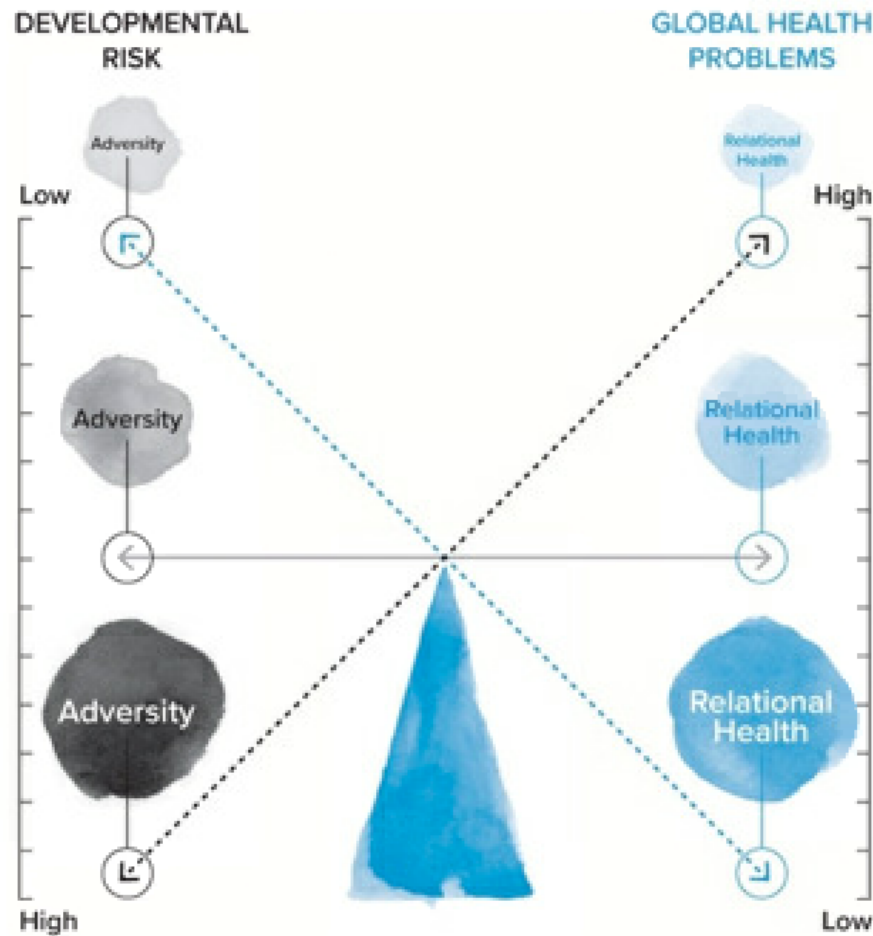 DEVELOPMENTAL
RISK
GLOBAL HEALTH
PROBLEMS
Adversity
Relational
Health
Low
High
Adversity
Relational
Health
Adversity
Relational
Health
High
Low